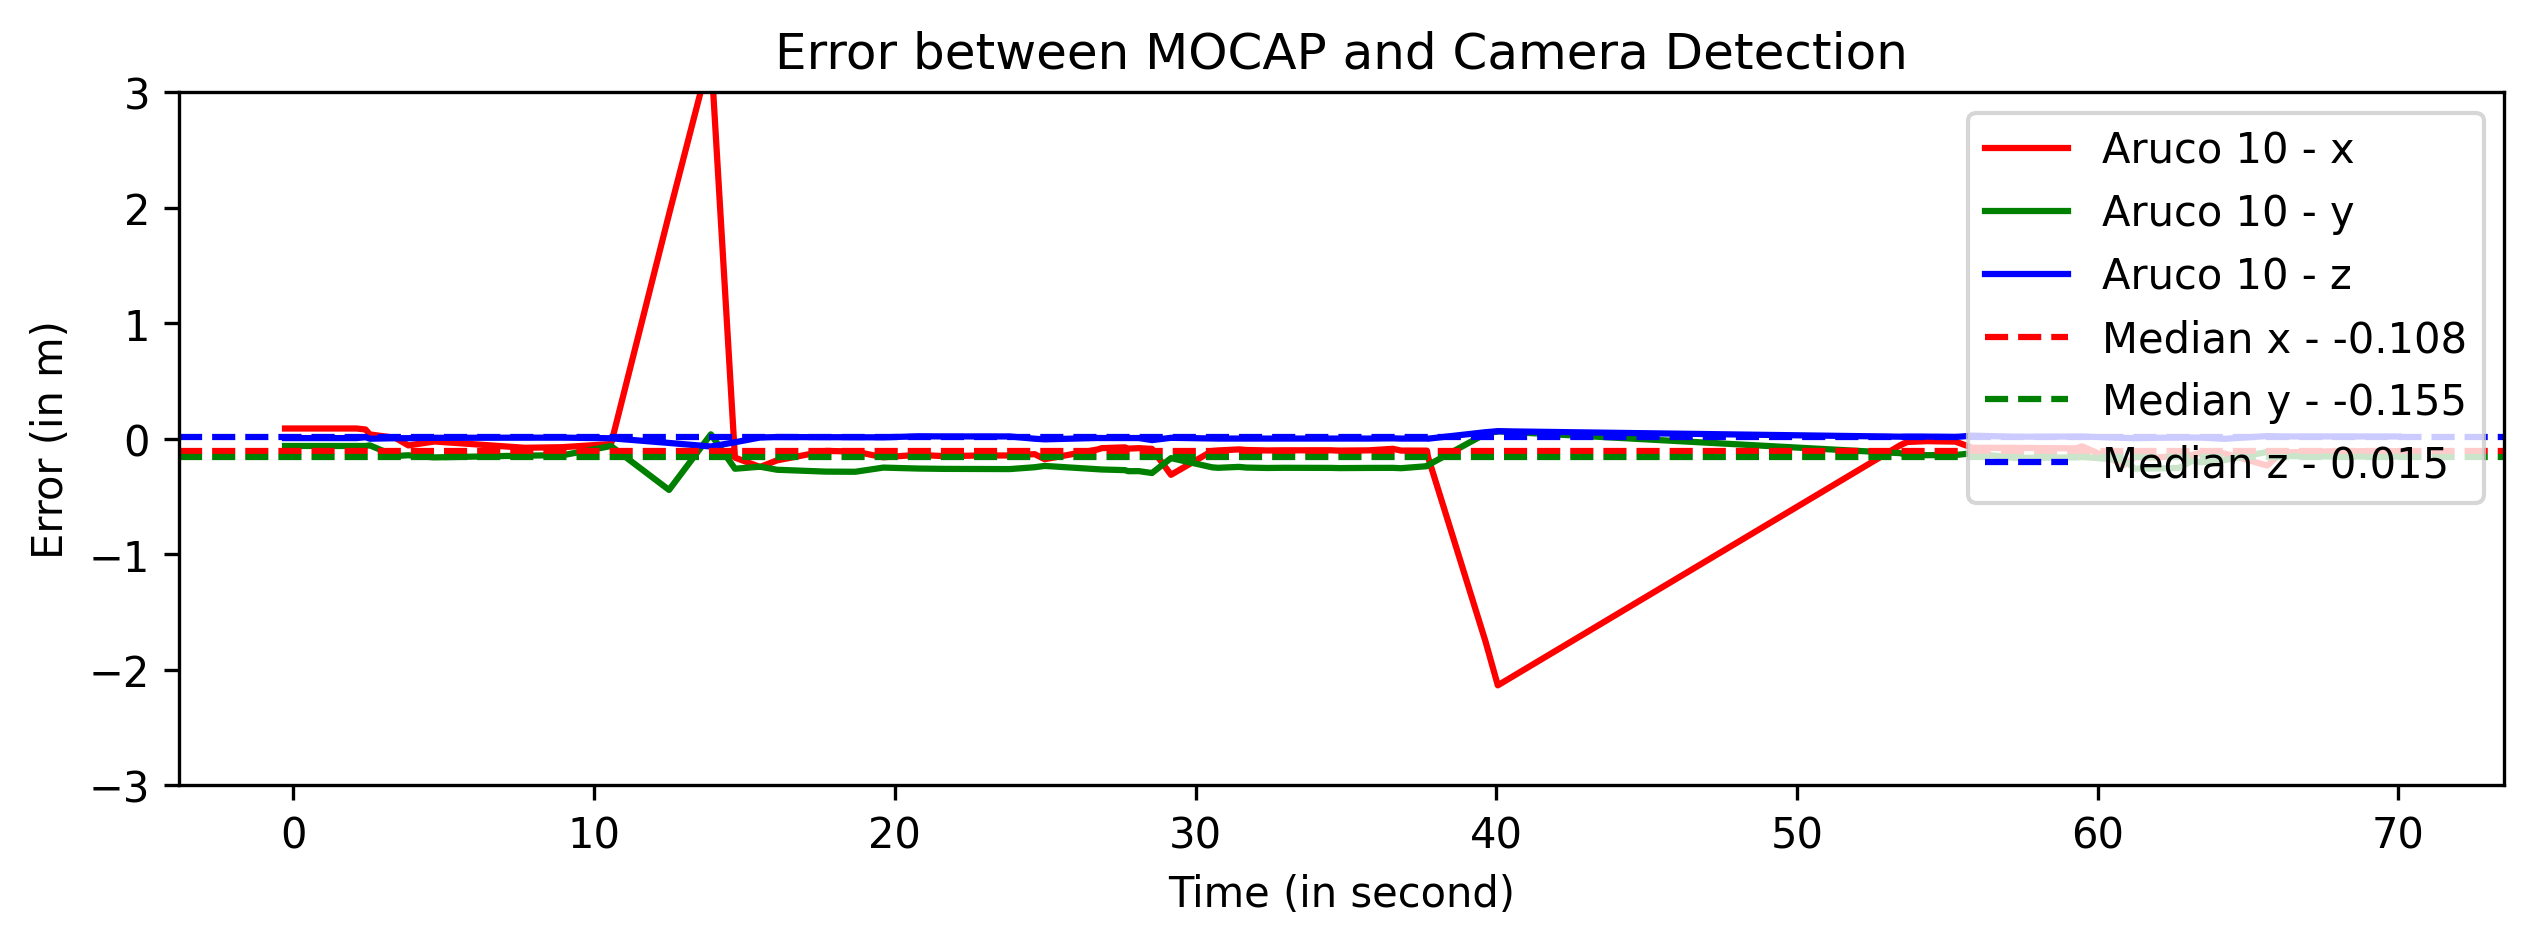 Error between MOCAP and Camera Detection
3
2
1
0
−1
−2
−3
Error (in m)
Aruco 10 - x
Aruco 10 - y
Aruco 10 - z
Median x - -0.108
Median y - -0.155
Median z - 0.015
0 10 20 30 40 50 60 70
Time (in second)